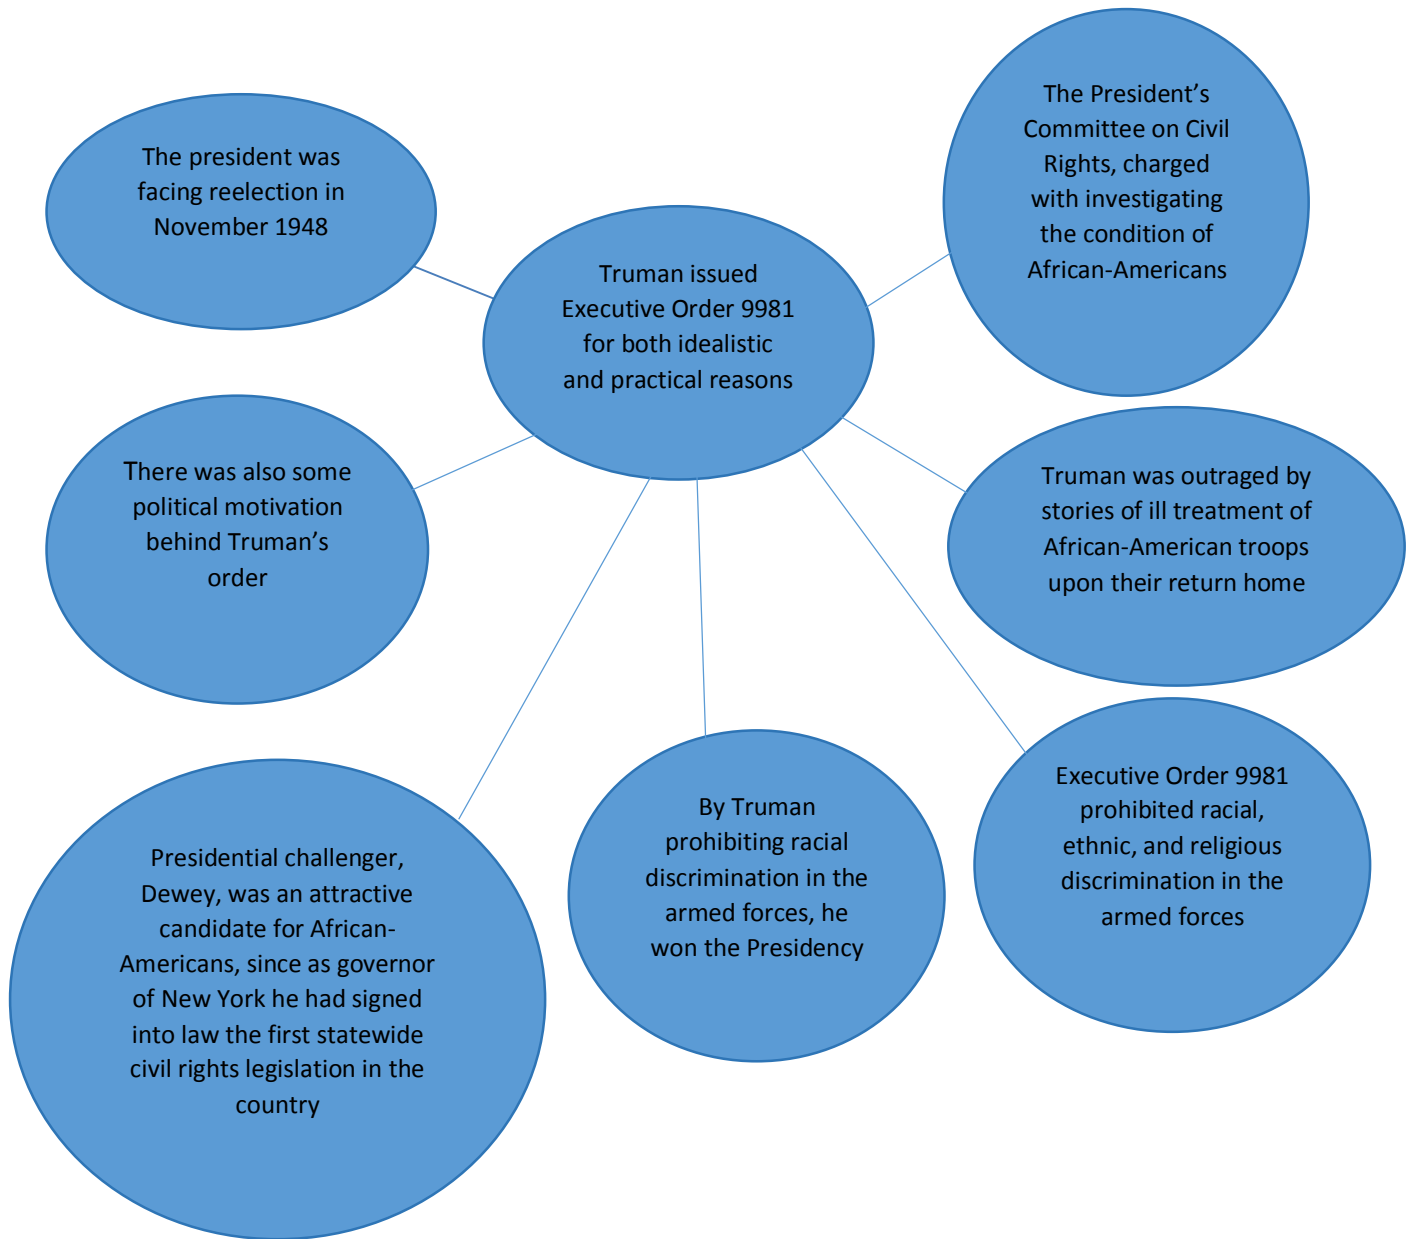 The president was
facing reelection in
November 1948
Truman issued
Executive Order 9981
for both idealistic
and practical reasons
The President’s
Committee on Civil
Rights, charged
with investigating
the condition of
African-Americans
There was also some
political motivation
behind Truman’s
order
Truman was outraged by
stories of ill treatment of
African-American troops
upon their return home
Presidential challenger,
Dewey, was an attractive
candidate for African-
Americans, since as governor
of New York he had signed
into law the first statewide
civil rights legislation in the
country
By Truman
prohibiting racial
discrimination in the
armed forces, he
won the Presidency
Executive Order 9981
prohibited racial,
ethnic, and religious
discrimination in the
armed forces